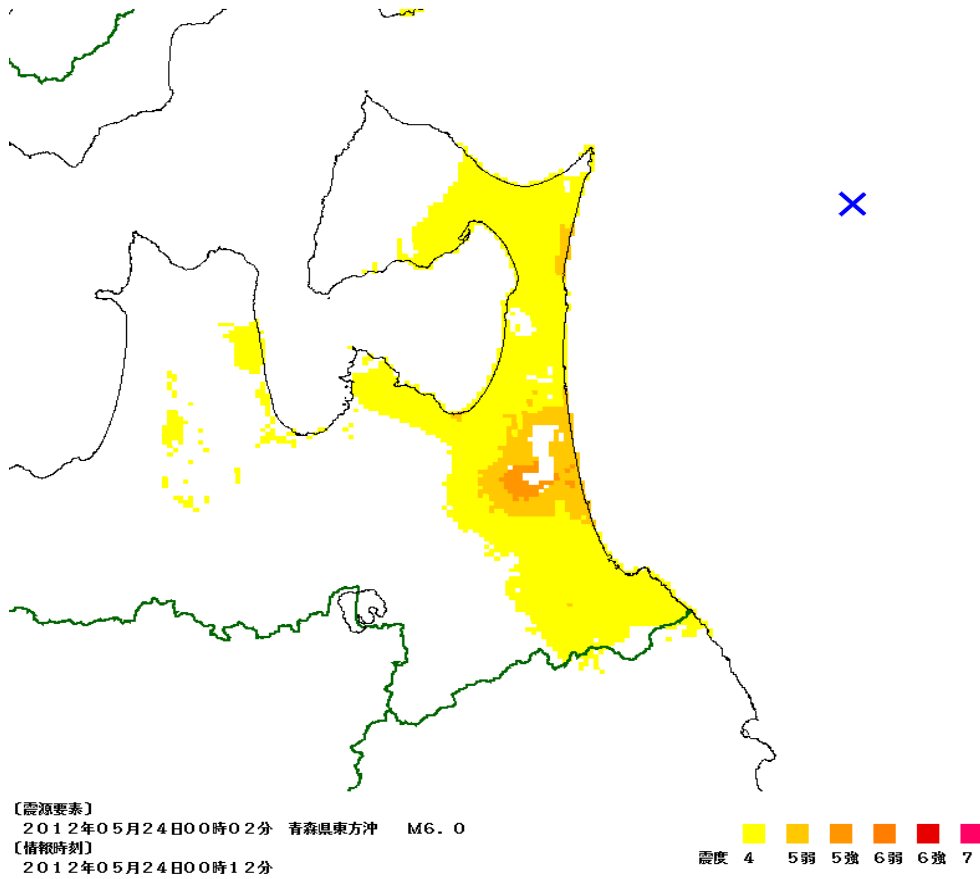 〔震源要素〕
２０１２年０５月２４日００時０２分　青森県東方沖　Ｍ６．０
〔情報時刻〕
２０１２年０５月２４日００時１２分
震度 4 5弱 5強 6弱 6強 7